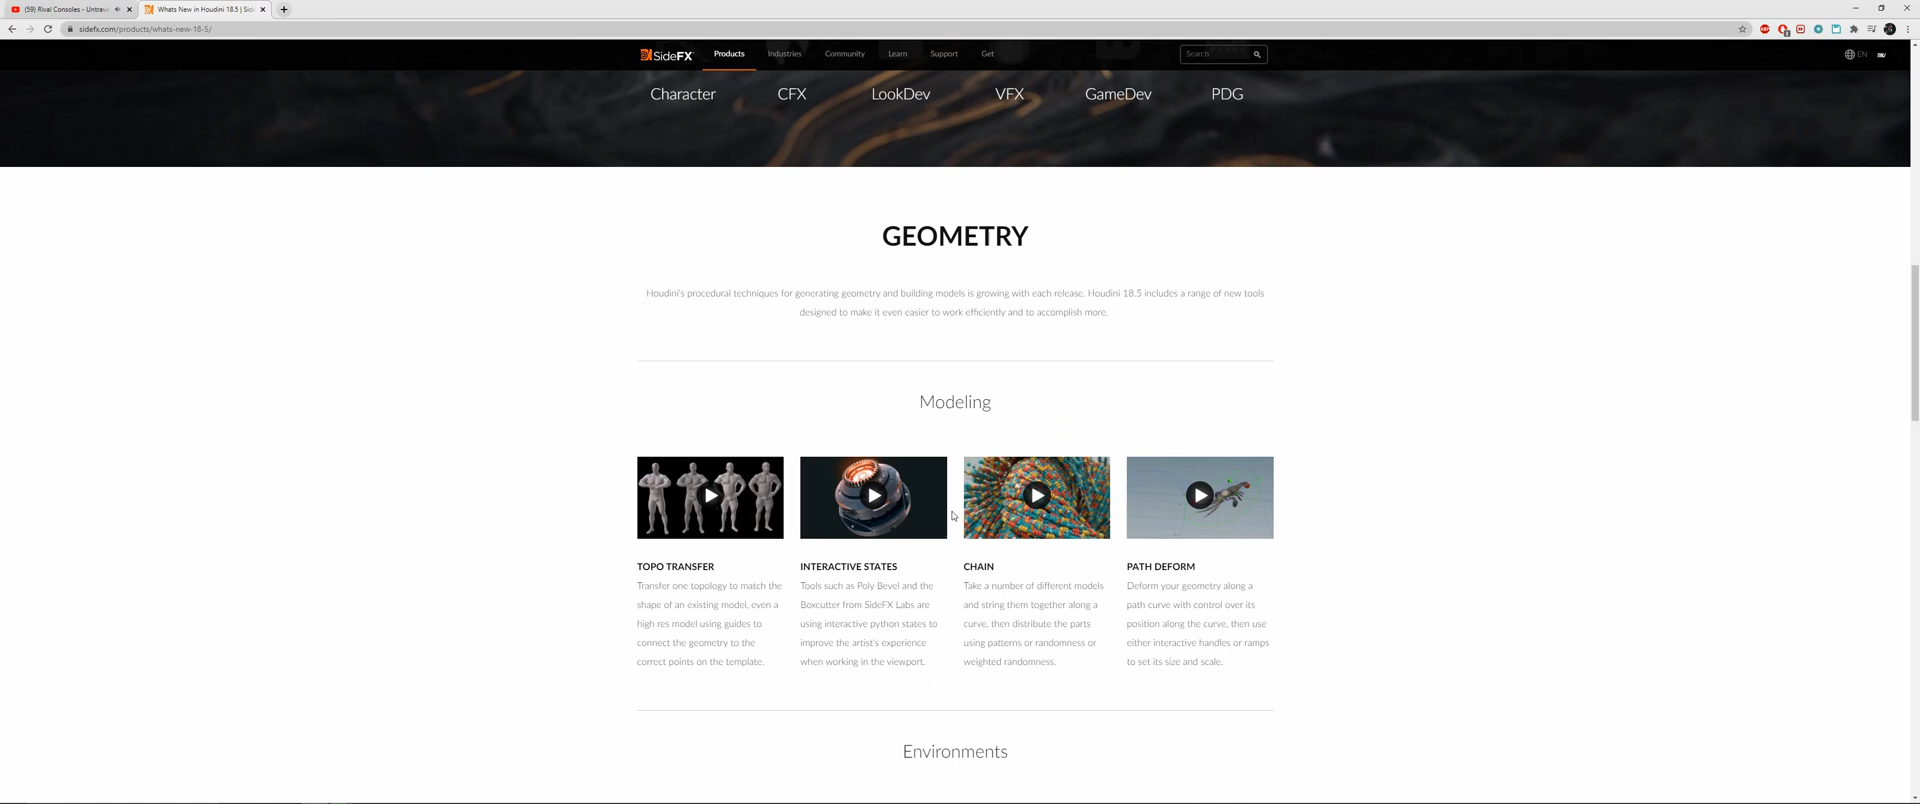 (59) Rival Consoles - Untrav
Whats New in Houdini 18.5 | Sid
sidefx.com/products/whats-new-18-5/
SideFX Products Industries Community Learn Support Get Search EN
Character CFX LookDev VFX GameDev PDG
GEOMETRY
Houdini's procedural techniques for generating geometry and building models is growing with each release. Houdini 18.5 includes a range of new tools
designed to make it even easier to work efficiently and to accomplish more.
Modeling
TOPO TRANSFER
Transfer one topology to match the
shape of an existing model, even a
high res model using guides to
connect the geometry to the
correct points on the template.
INTERACTIVE STATES
Tools such as Poly Bevel and the
Boxcutter from SideFX Labs are
using interactive python states to
improve the artist's experience
when working in the viewport.
CHAIN
Take a number of different models
and string them together along a
curve, then distribute the parts
using patterns or randomness or
weighted randomness.
PATH DEFORM
Deform your geometry along a
path curve with control over its
position along the curve, then use
either interactive handles or ramps
to set its size and scale.
Environments